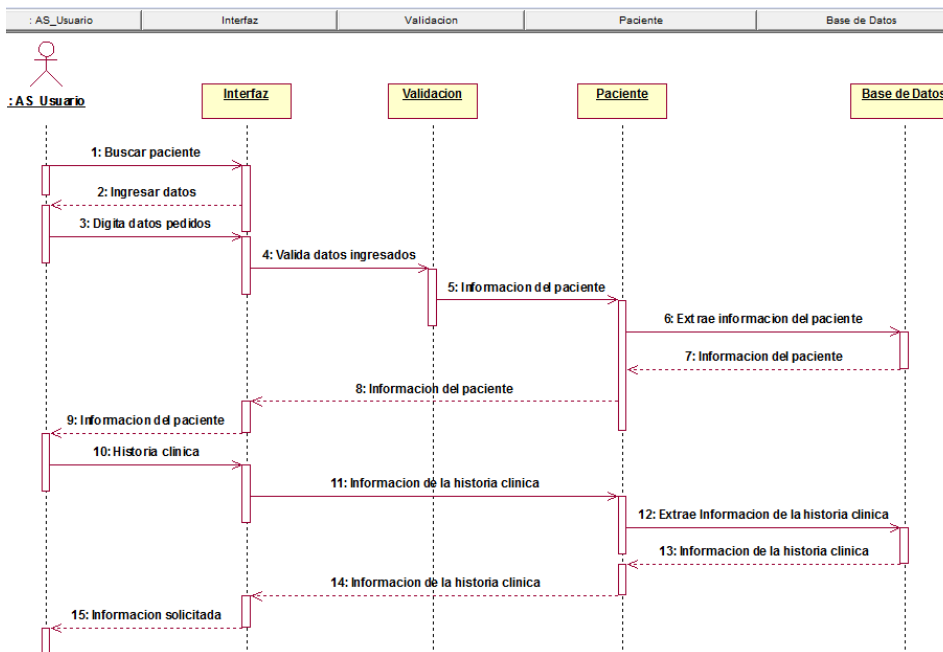 : AS_Usuario
Interfaz
Validacion
Paciente
Base de Datos
: AS Usuario
Interfaz
Validacion
Paciente
Base de Datos
1: Buscar paciente
2: Ingresar datos
3: Digita datos pedidos
4: Valida datos ingresados
5: Informacion del paciente
6: Extrae informacion del paciente
7: Informacion del paciente
8: Informacion del paciente
9: Informacion del paciente
10: Historia clinica
11: Informacion de la historia clinica
12: Extrae Informacion de la historia clinica
13: Informacion de la historia clinica
14: Informacion de la historia clinica
15: Informacion solicitada